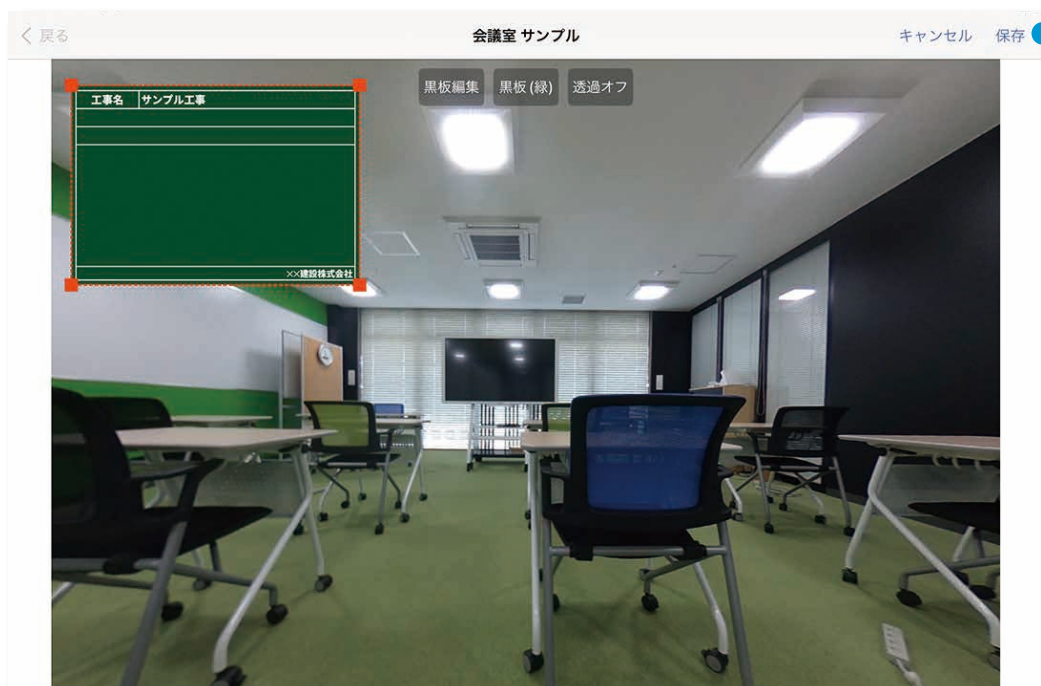 戻る
会議室 サンプル
キャンセル 保存
黒板編集 黒板(緑) 透過オフ
工事名 サンプル工事
××建設株式会社